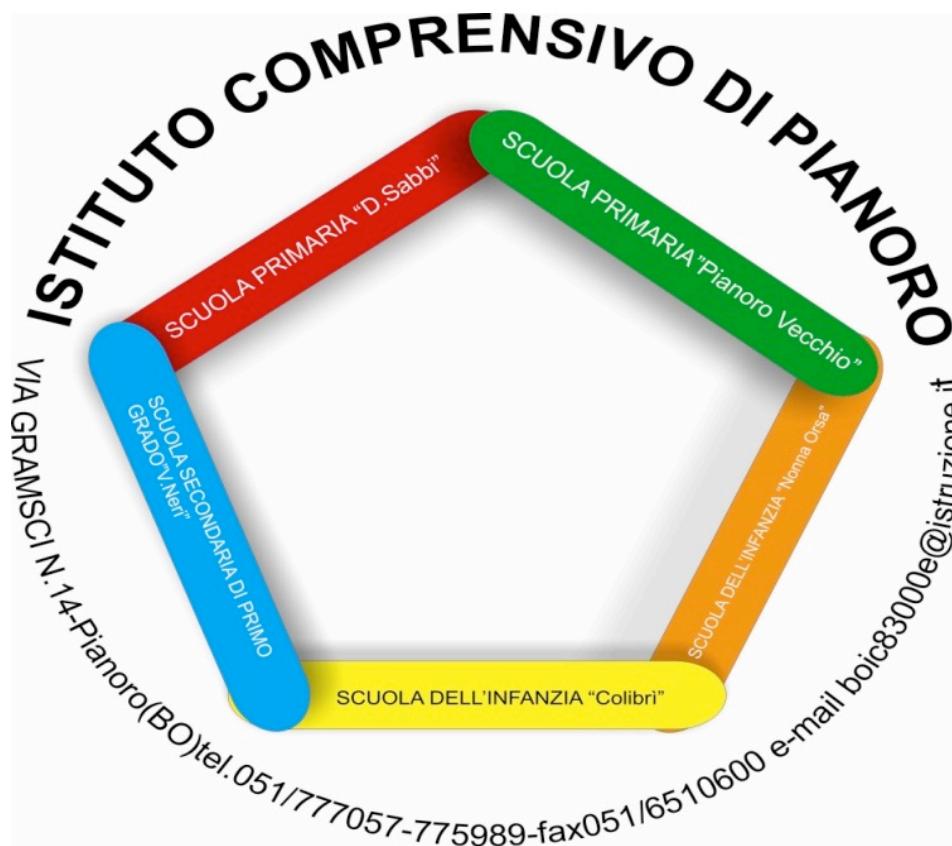 ISTITUTO COMPRENSIVO DI PIANORO
SCUOLA PRIMARIA “D.Sabbi”
SCUOLA PRIMARIA”Pianoro Vecchio”
SCUOLA SECONDARIA DI PRIMO
GRADO”V.Neri”
SCUOLA DELL’INFANZIA “Nonna Orsa”
SCUOLA DELL’INFANZIA “Colibrì”
VIA GRAMSCI N.14-Pianoro(BO)tel.051/777057-775989-fax051/6510600 e-mail boic83000e@istruzione.it